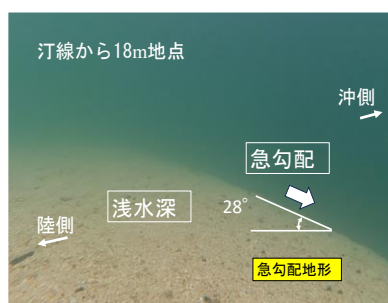 汀線から18m地点
沖側
急勾配
浅水深
28°
陸側
急勾配地形